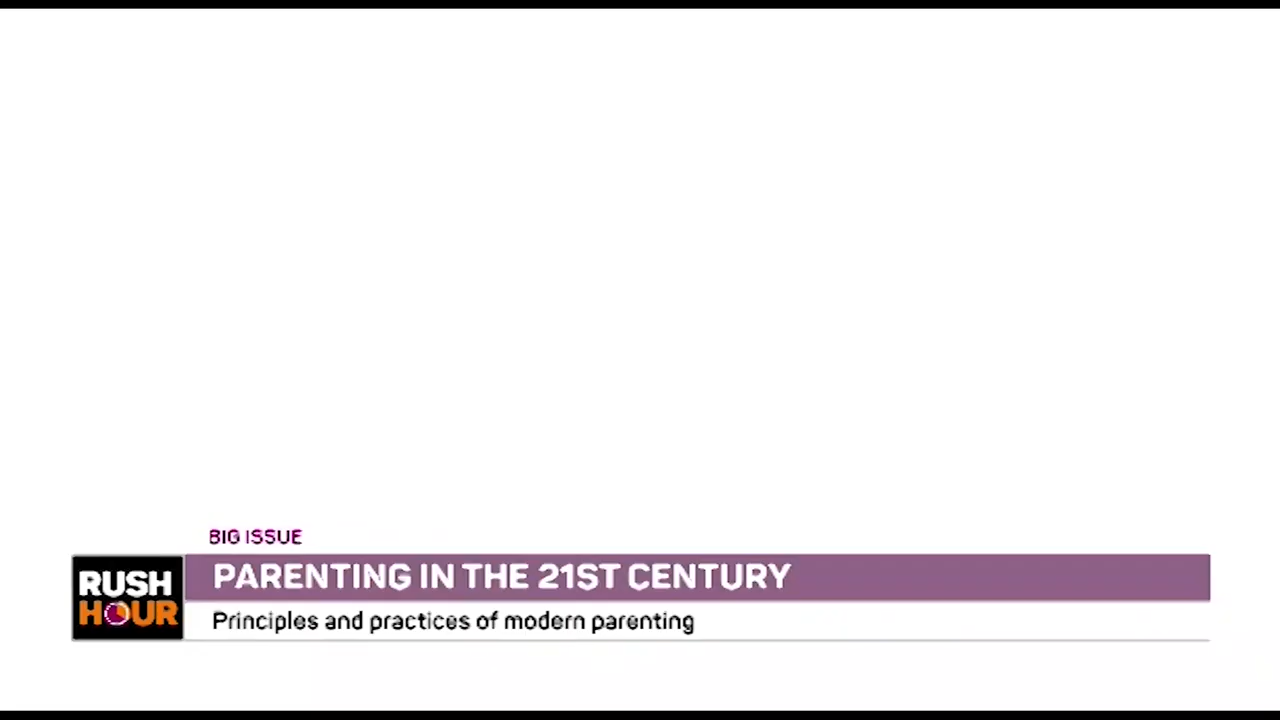 BIG ISSUE
PARENTING IN THE 21ST CENTURY
RUSH
HOUR
Principles and practices of modern parenting